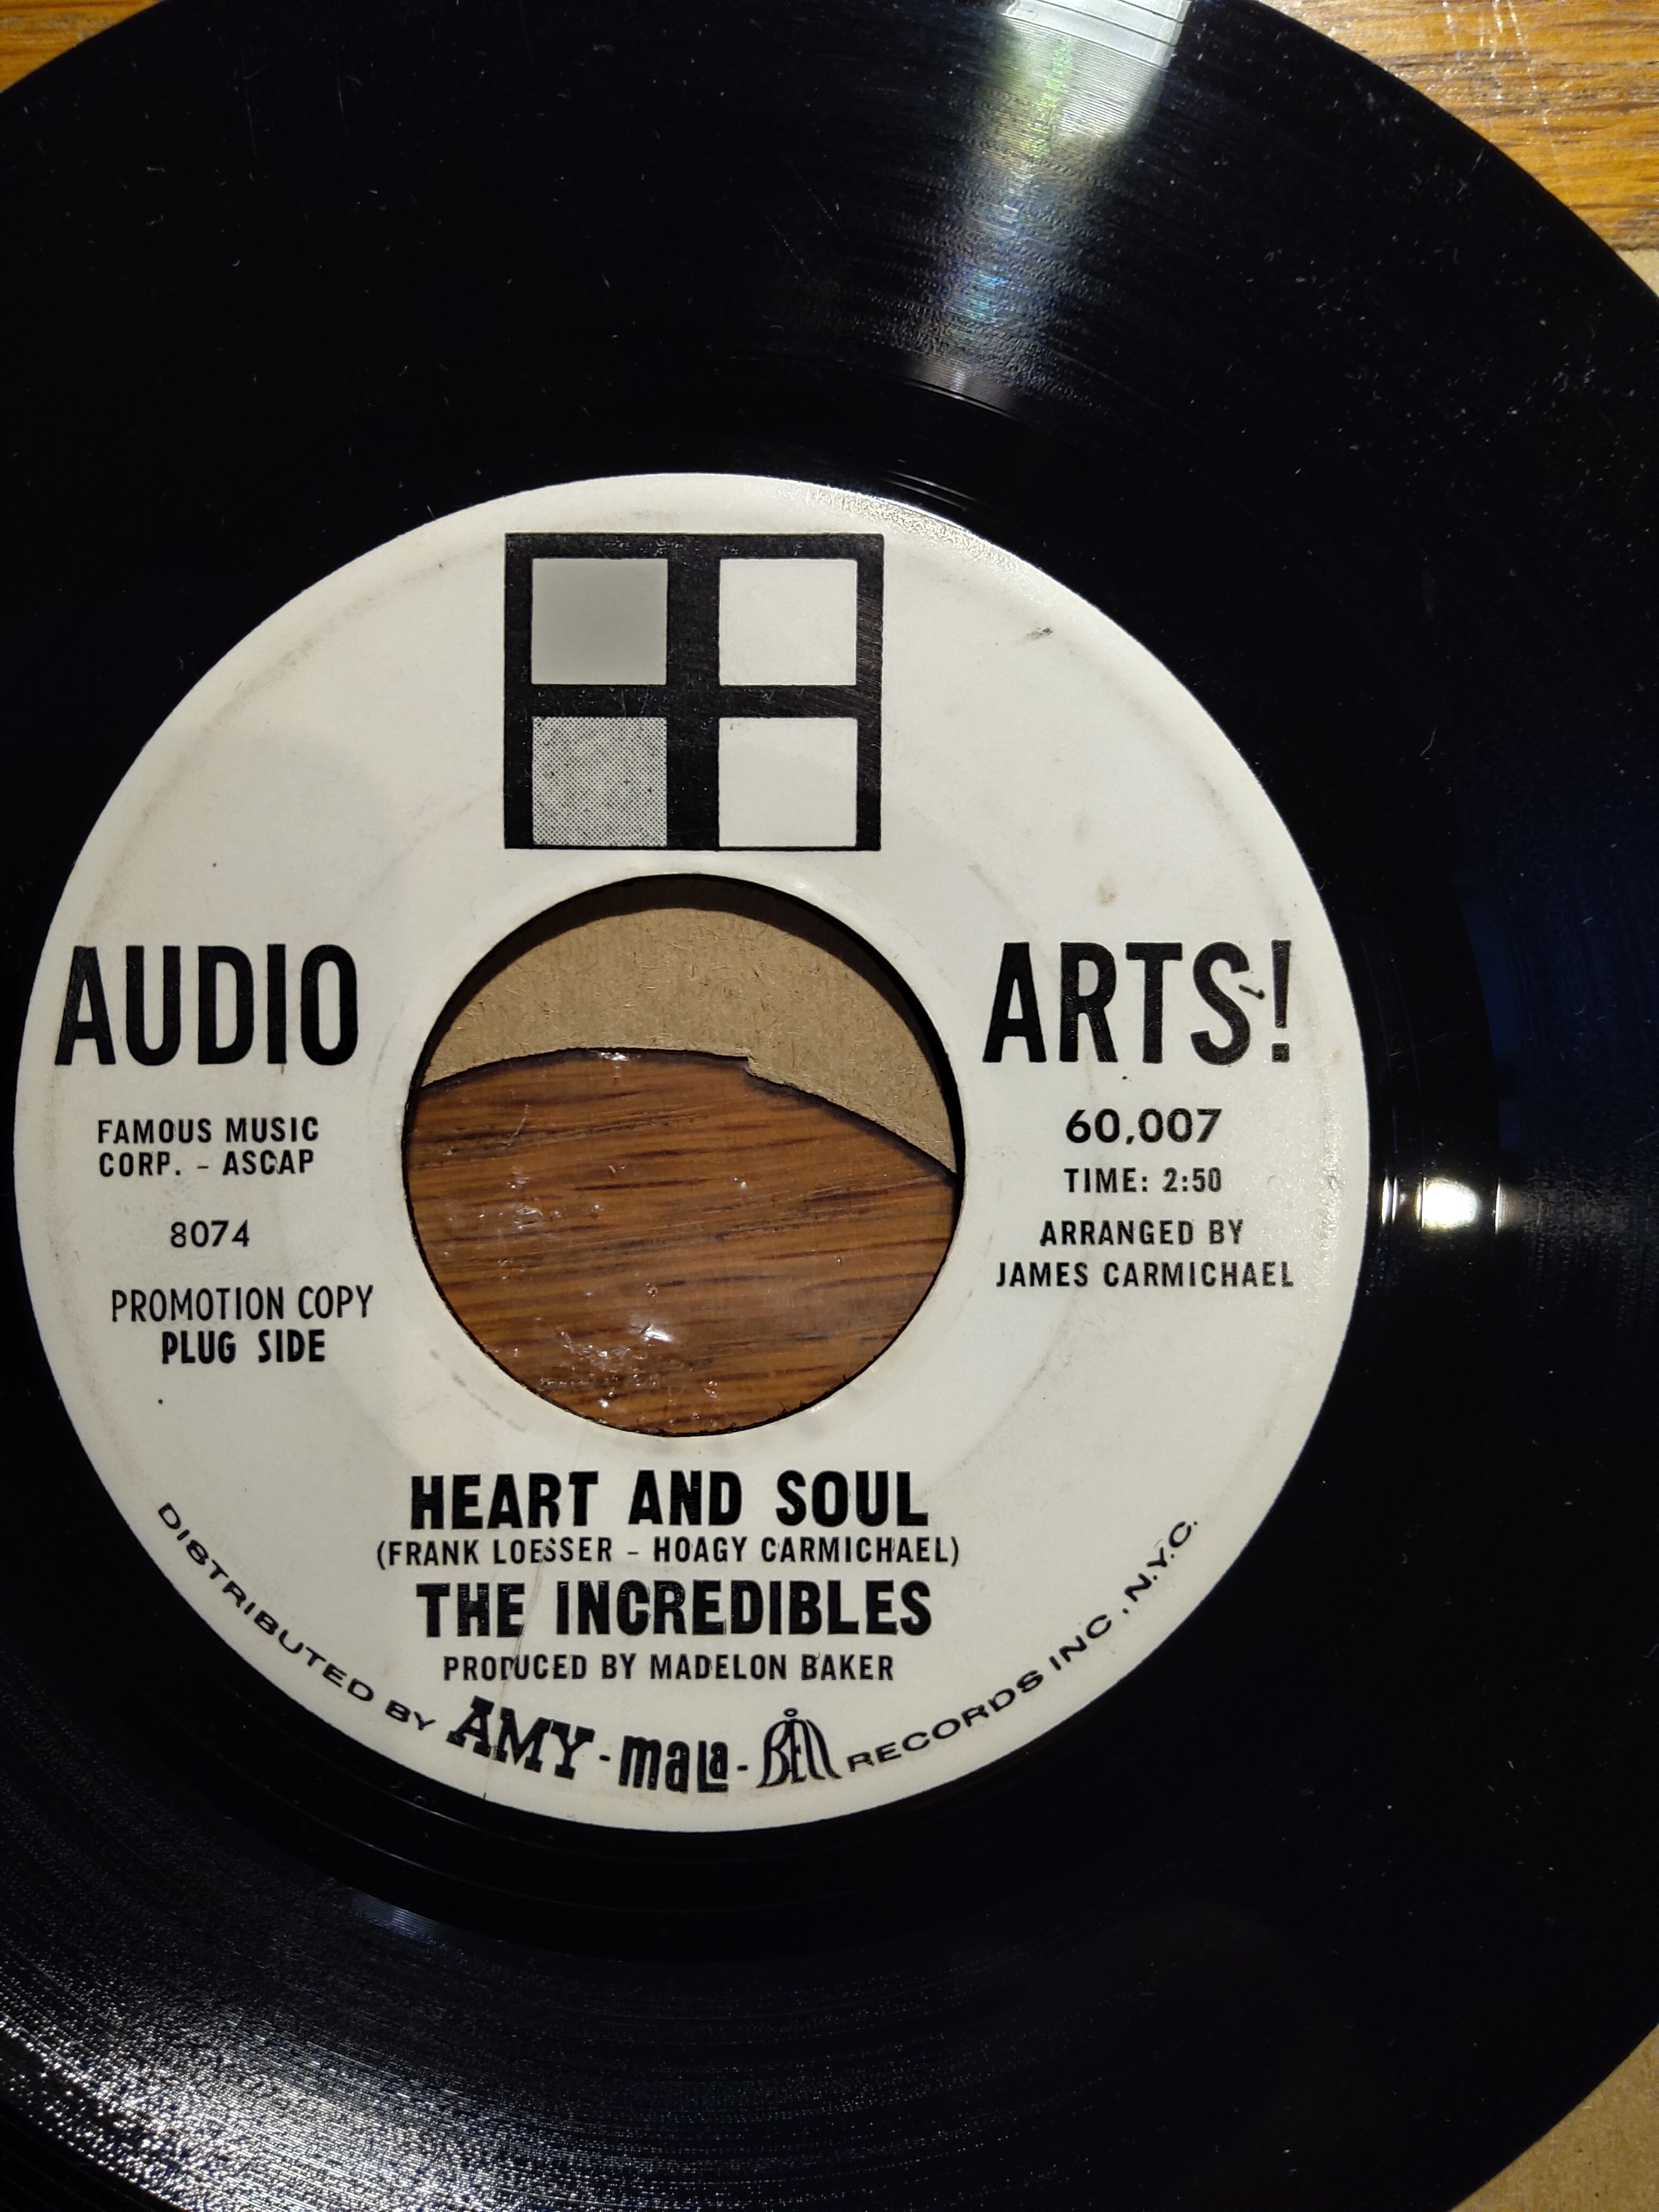 AUDIO ARTS!
FAMOUS MUSIC
CORP. - ASCAP
8074
PROMOTION COPY
PLUG SIDE
60,007
TIME: 2:50
ARRANGED BY
JAMES CARMICHAEL
HEART AND SOUL
(FRANK LOESSER - HOAGY CARMICHAEL)
THE INCREDIBLES
PRODUCED BY MADELON BAKER
DISTRIBUTED BY AMY - mala - BELL RECORDS INC., N.Y.C.